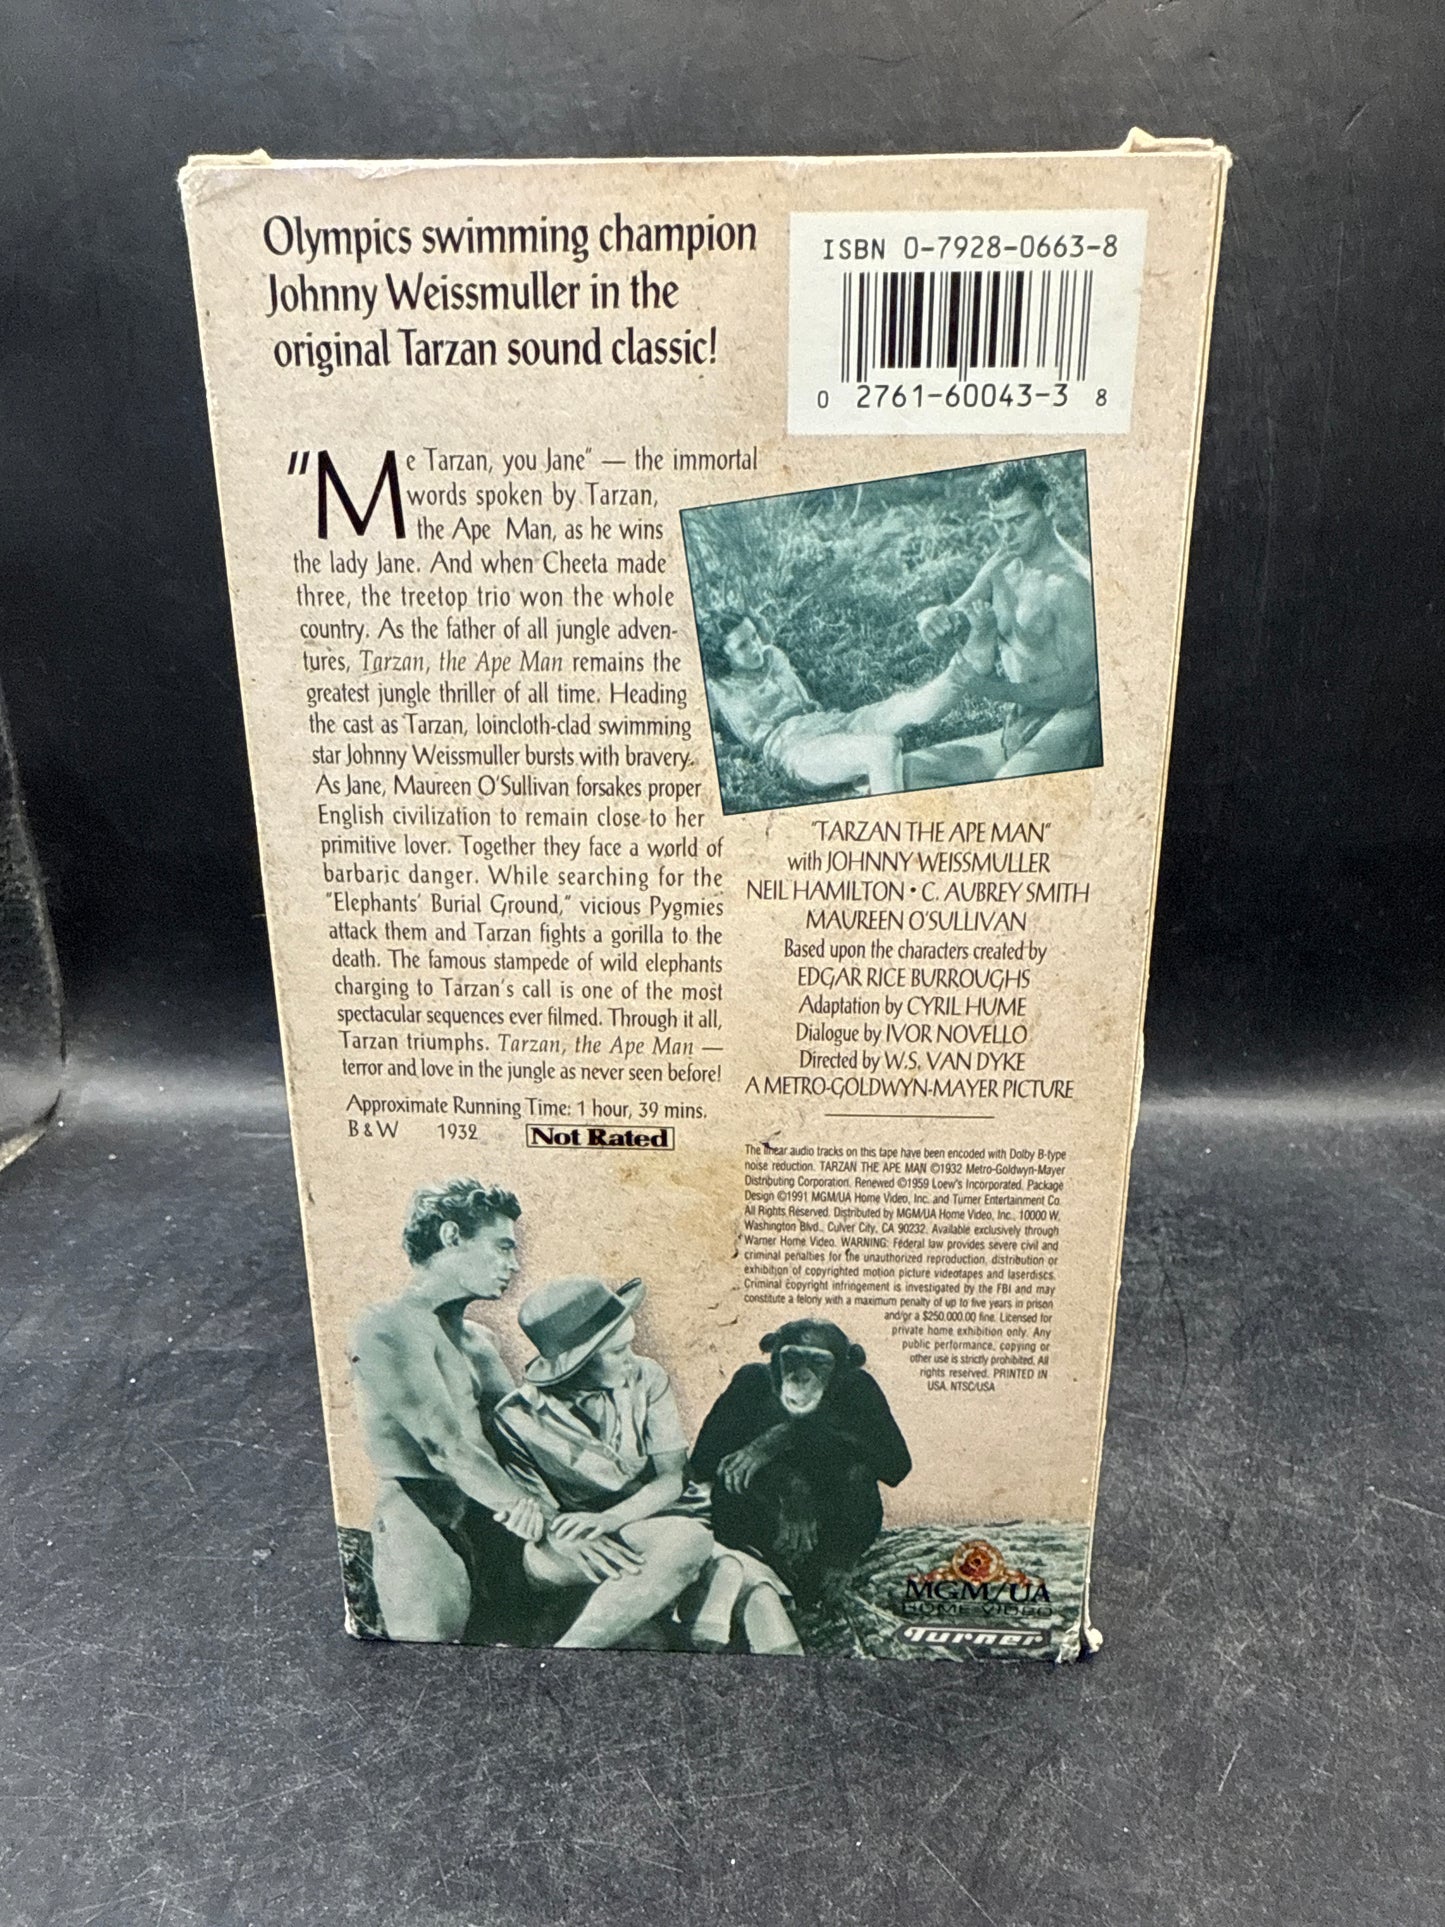 Olympics swimming champion
Johnny Weissmuller in the
original Tarzan sound classic!
ISBN 0-7928-0663-8
0 2761-60043-3 8
"Me Tarzan, you Jane" — the immortal
words spoken by Tarzan,
the Ape Man, as he wins
the lady Jane. And when Cheeta made
three, the treetop trio won the whole
country. As the father of all jungle adven-
tures, Tarzan, the Ape Man remains the
greatest jungle thriller of all time. Heading
the cast as Tarzan, loincloth-clad swimming
star Johnny Weissmuller bursts with bravery.
As Jane, Maureen O'Sullivan forsakes proper
English civilization to remain close to her
primitive lover. Together they face a world of
barbaric danger. While searching for the
"Elephants' Burial Ground," vicious Pygmies
attack them and Tarzan fights a gorilla to the
death. The famous stampede of wild elephants
charging to Tarzan's call is one of the most
spectacular sequences ever filmed. Through it all,
Tarzan triumphs. Tarzan, the Ape Man —
terror and love in the jungle as never seen before!
Approximate Running Time: 1 hour, 39 mins.
B & W 1932 Not Rated
"TARZAN THE APE MAN"
with JOHNNY WEISSMULLER
NEIL HAMILTON • C. AUBREY SMITH
MAUREEN O'SULLIVAN
Based upon the characters created by
EDGAR RICE BURROUGHS
Adaptation by CYRIL HUME
Dialogue by IVOR NOVELLO
Directed by W.S. VAN DYKE
A METRO-GOLDWYN-MAYER PICTURE
The linear audio tracks on this tape have been encoded with Dolby B-type
noise reduction. TARZAN THE APE MAN ©1932 Metro-Goldwyn-Mayer
Distributing Corporation. Renewed ©1959 Loew's Incorporated. Package
Design ©1991 MGM/UA Home Video, Inc. and Turner Entertainment Co.
All Rights Reserved. Distributed by MGM/UA Home Video, Inc., 10000 W.
Washington Blvd., Culver City, CA 90232. Available exclusively through
Warner Home Video. WARNING: Federal law provides severe civil and
criminal penalties for the unauthorized reproduction, distribution or
exhibition of copyrighted motion picture videotapes and laserdiscs.
Criminal copyright infringement is investigated by the FBI and may
constitute a felony with a maximum penalty of up to five years in prison
and/or a $250,000.00 fine. Licensed for
private home exhibition only. Any
public performance, copying or
other use is strictly prohibited. All
rights reserved. PRINTED IN
USA. NTSC/USA
MGM/UA
HOME VIDEO
Turner